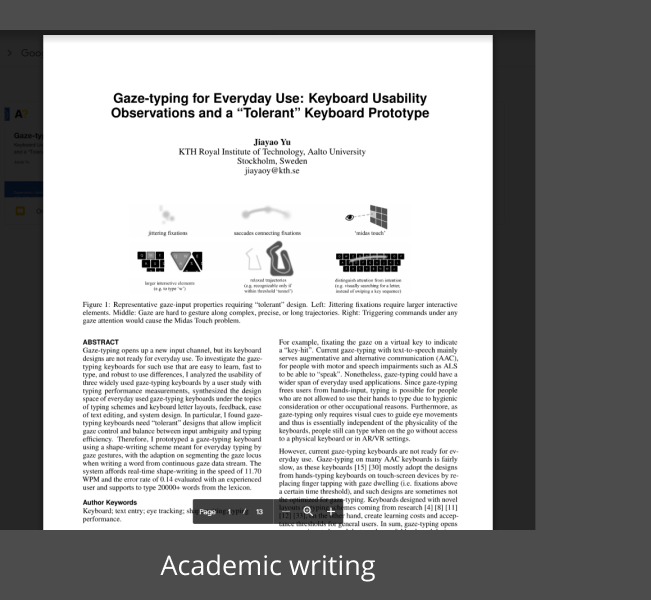 Gaze-typing for Everyday Use: Keyboard Usability
Observations and a “Tolerant” Keyboard Prototype
Jiayao Yu
KTH Royal Institute of Technology, Aalto University
Stockholm, Sweden
jiayaoy@kth.se
jittering fixations
saccades connecting fixations
'midas touch'
larger interactive elements
(e.g. to type 'w')
relaxed trajectories
(e.g. recognisable only if
within threshold "tunnel")
distinguish attention from intention
(e.g. visually searching for a letter,
instead of swiping a key sequence)
Figure 1: Representative gaze-input properties requiring “tolerant” design. Left: Jittering fixations require larger interactive
elements. Middle: Gaze are hard to gesture along complex, precise, or long trajectories. Right: Triggering commands under any
gaze attention would cause the Midas Touch problem.
ABSTRACT
Gaze-typing opens up a new input channel, but its keyboard
designs are not ready for everyday use. To investigate the gaze-
typing keyboards for such use that are easy to learn, fast to
type, and robust to use differences, I analyzed the usability of
three widely used gaze-typing keyboards by a user study with
typing performance measurements, synthesized the design
space of everyday used gaze-typing keyboards under the topics
of typing schemes and keyboard letter layouts, feedback, ease
of text editing, and system design. In particular, I found gaze-
typing keyboards need “tolerant” designs that allow implicit
gaze control and balance between input ambiguity and typing
efficiency. Therefore, I prototyped a gaze-typing keyboard
using a shape-writing scheme meant for everyday typing by
gaze gestures, with the adaption on segmenting the gaze locus
when writing a word from continuous gaze data stream. The
system affords real-time shape-writing in the speed of 11.70
WPM and the error rate of 0.14 evaluated with an experienced
user and supports to type 20000+ words from the lexicon.
Author Keywords
Keyboard; text entry; eye tracking;
performance.
For example, fixating the gaze on a virtual key to indicate
a “key-hit”. Current gaze-typing with text-to-speech mainly
serves augmentative and alternative communication (AAC),
for people with motor and speech impairments such as ALS
to be able to “speak”. Nonetheless, gaze-typing could have a
wider span of everyday used applications. Since gaze-typing
frees users from hands-input, typing is possible for people
who are not allowed to use their hands to type due to hygienic
consideration or other occupational reasons. Furthermore, as
gaze-typing only requires visual cues to guide eye movements
and thus is essentially independent of the physicality of the
keyboards, people still can type when on the go without access
to a physical keyboard or in AR/VR settings.
However, current gaze-typing keyboards are not ready for ev-
eryday use. Gaze-typing on many AAC keyboards is fairly
slow, as these keyboards [15] [30] mostly adopt the designs
from hands-typing keyboards on touch-screen devices by re-
placing finger tapping with gaze dwelling (i.e. fixations above
a certain time threshold), and such designs are sometimes not
the optimized for gaze-typing. Keyboards designed with novel
coming from research [4] [8] [11]
hand, create learning costs and accep-
tance thresholds for general users. In sum, gaze-typing opens
Page 1 / 13
Academic writing